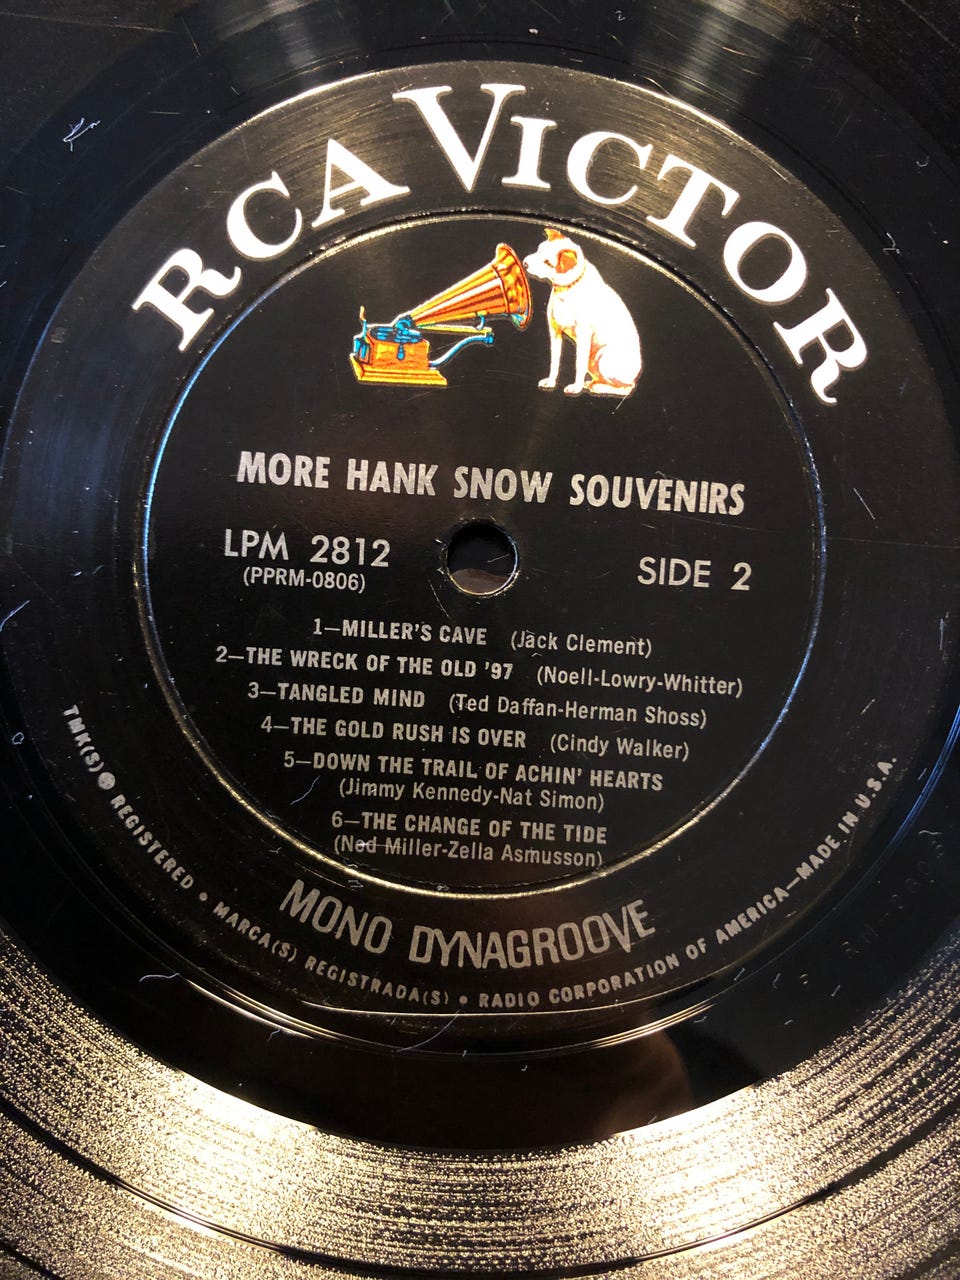 RCA VICTOR
MORE HANK SNOW SOUVENIRS
LPM 2812
(PPRM-0806)
SIDE 2
1—MILLER'S CAVE (Jack Clement)
2—THE WRECK OF THE OLD '97 (Noell-Lowry-Whitter)
3—TANGLED MIND (Ted Daffan-Herman Shoss)
4—THE GOLD RUSH IS OVER (Cindy Walker)
5—DOWN THE TRAIL OF ACHIN' HEARTS
(Jimmy Kennedy-Nat Simon)
6—THE CHANGE OF THE TIDE
(Ned Miller-Zella Asmusson)
MONO DYNAGROOVE
TMK(S) REGISTERED • MARCA(S) REGISTRADA(S) • RADIO CORPORATION OF AMERICA—MADE IN U.S.A.